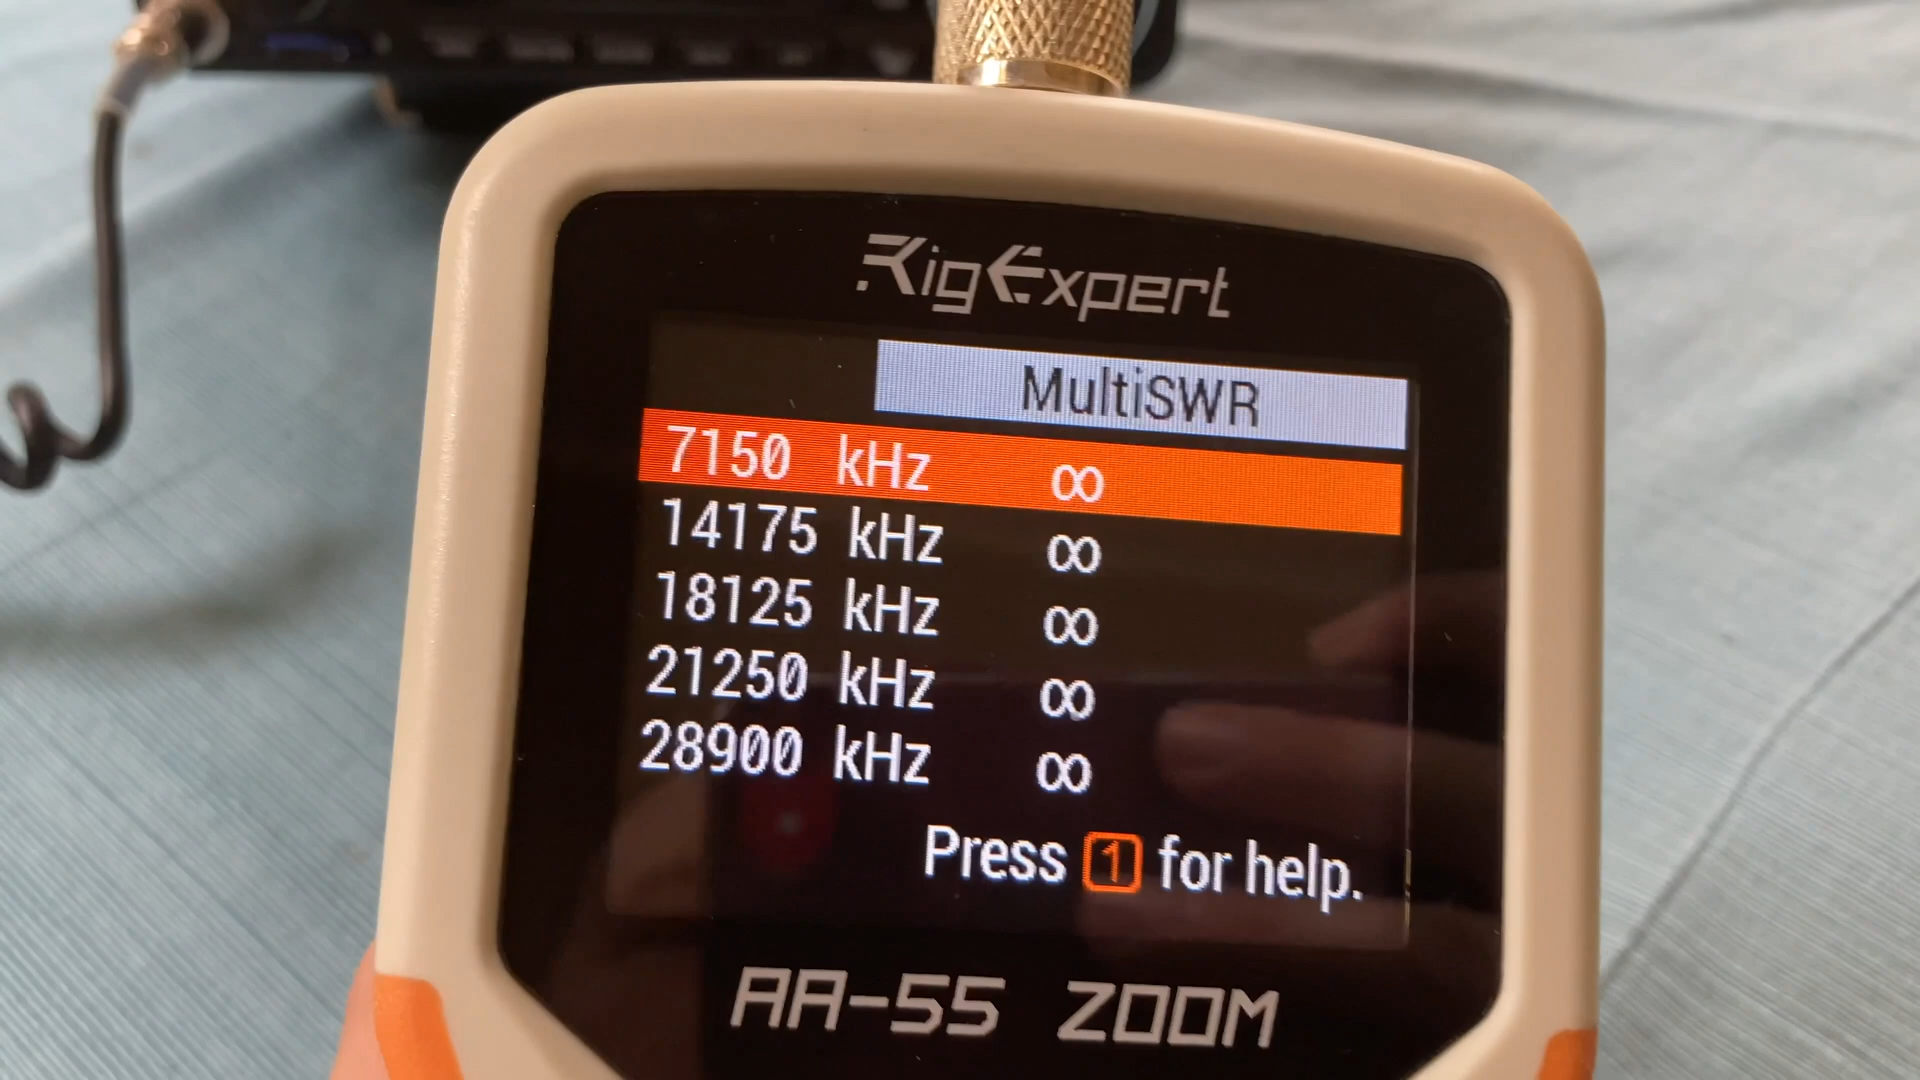 RigExpert
MultiSWR
7150 kHz ∞
14175 kHz ∞
18125 kHz ∞
21250 kHz ∞
28900 kHz ∞
Press 1 for help.
AA-55 ZOOM